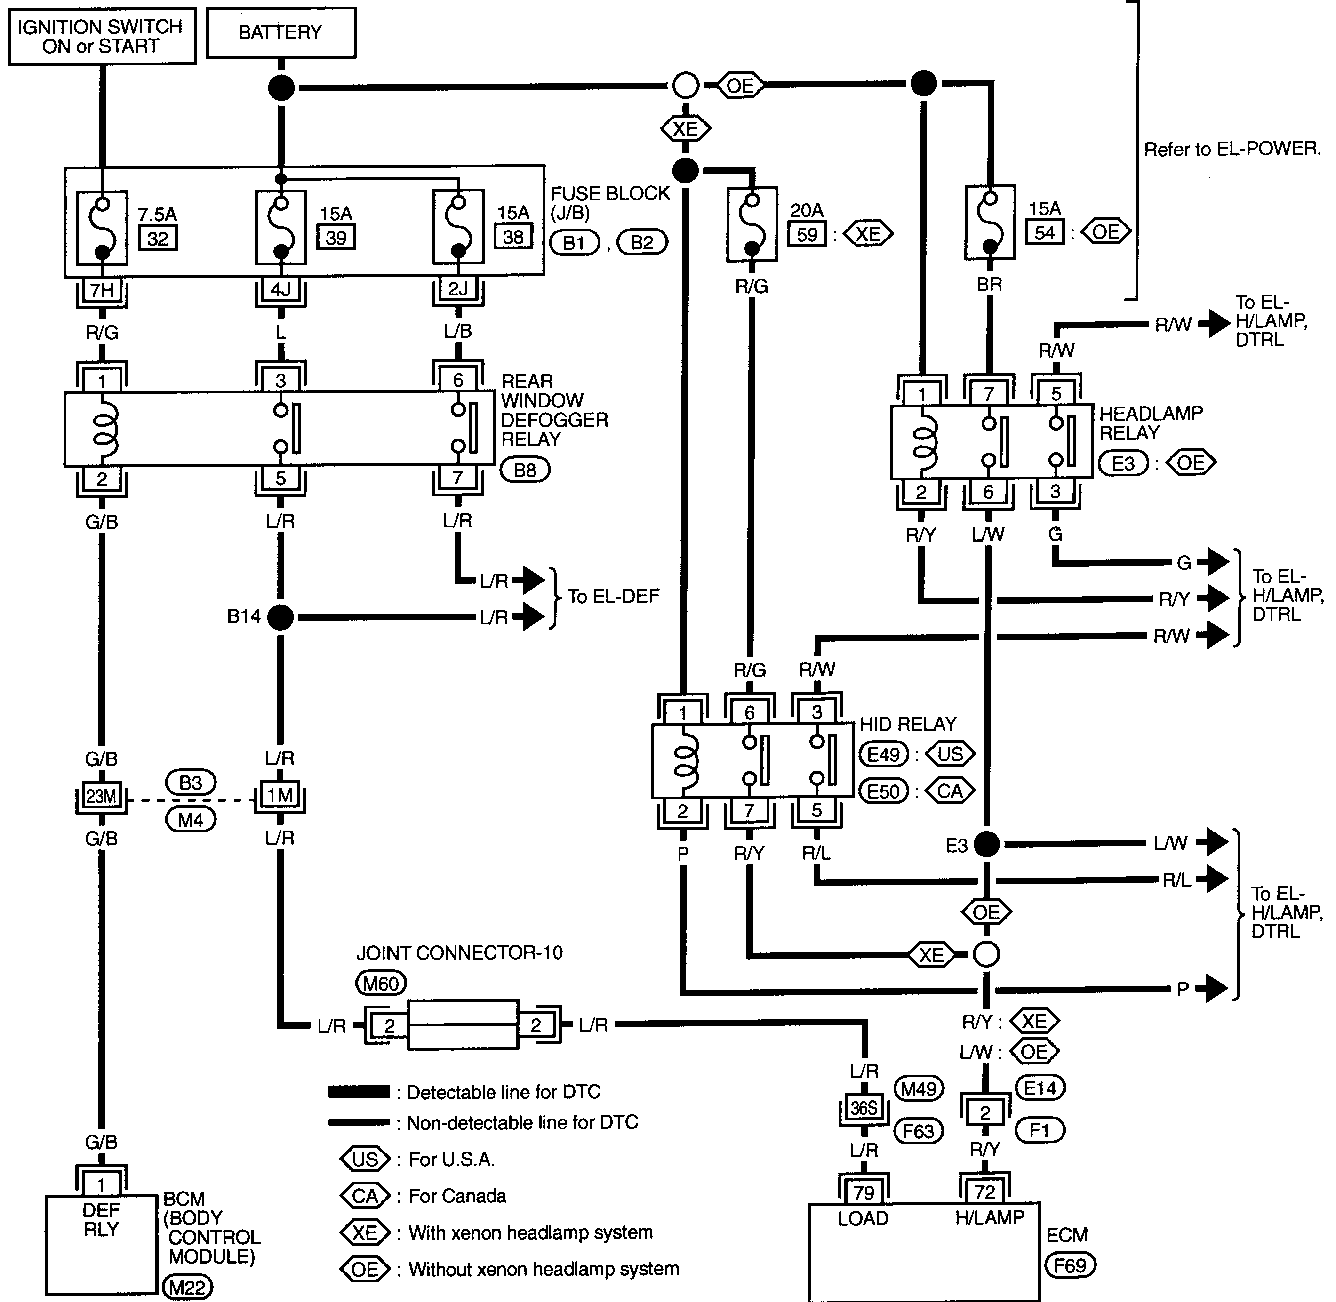 IGNITION SWITCH
ON or START
BATTERY
OE
XE
Refer to EL-POWER.
7.5A
32
15A
39
15A
38
FUSE BLOCK
(J/B)
B1 , B2
20A
59 : XE
15A
54 : OE
7H
4J
2J
R/G
L
L/B
R/G
BR
R/W
R/W
To EL-
H/LAMP,
DTRL
1
3
6
REAR
WINDOW
DEFOGGER
RELAY
B8
2
5
7
G/B
L/R
L/R
1
7
5
HEADLAMP
RELAY
E3 : OE
2
6
3
R/Y
L/W
G
G
R/Y
R/W
To EL-
H/LAMP,
DTRL
L/R
L/R
To EL-DEF
B14
R/G
R/W
1
6
3
HID RELAY
E49 : US
E50 : CA
2
7
5
P
R/Y
R/L
G/B
L/R
23M
B3
M4
1M
G/B
L/R
E3
L/W
R/L
OE
XE
P
To EL-
H/LAMP,
DTRL
JOINT CONNECTOR-10
M60
L/R
2
2
L/R
R/Y : XE
L/W : OE
L/R
36S
M49
F63
L/R
2
E14
F1
R/Y
: Detectable line for DTC
: Non-detectable line for DTC
US : For U.S.A.
CA : For Canada
XE : With xenon headlamp system
OE : Without xenon headlamp system
G/B
1
DEF
RLY
BCM
(BODY
CONTROL
MODULE)
M22
79
LOAD
72
H/LAMP
ECM
F69